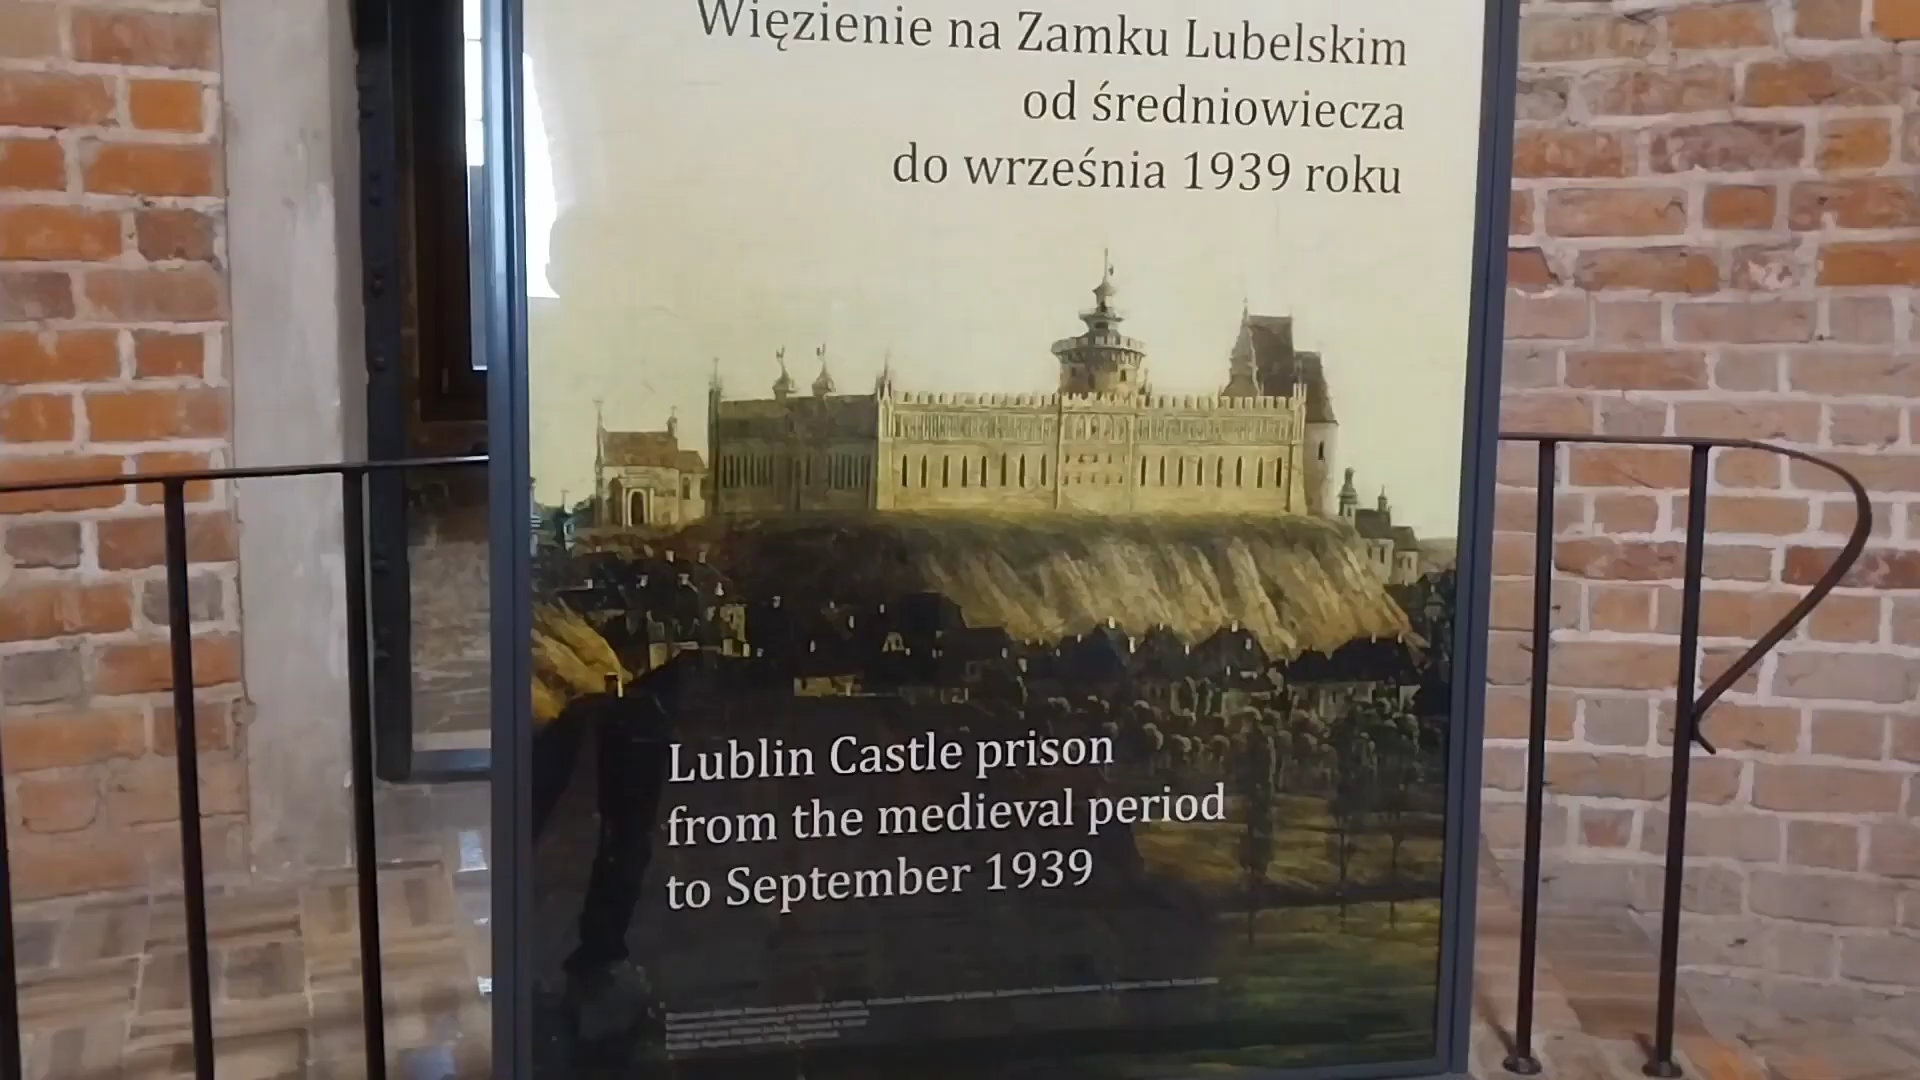 Więzienie na Zamku Lubelskim
od średniowiecza
do września 1939 roku
Lublin Castle prison
from the medieval period
to September 1939